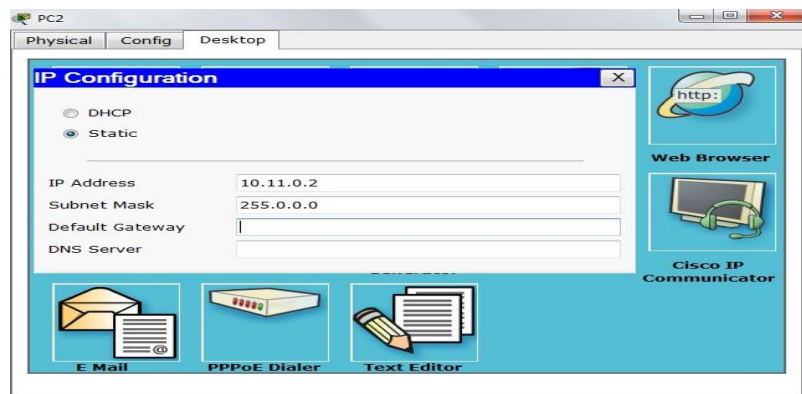 PC2
Physical Config Desktop
IP Configuration X
http:
DHCP
Static
Web Browser
IP Address 10.11.0.2
Subnet Mask 255.0.0.0
Default Gateway
DNS Server
Cisco IP
Communicator
E Mail PPPoE Dialer Text Editor